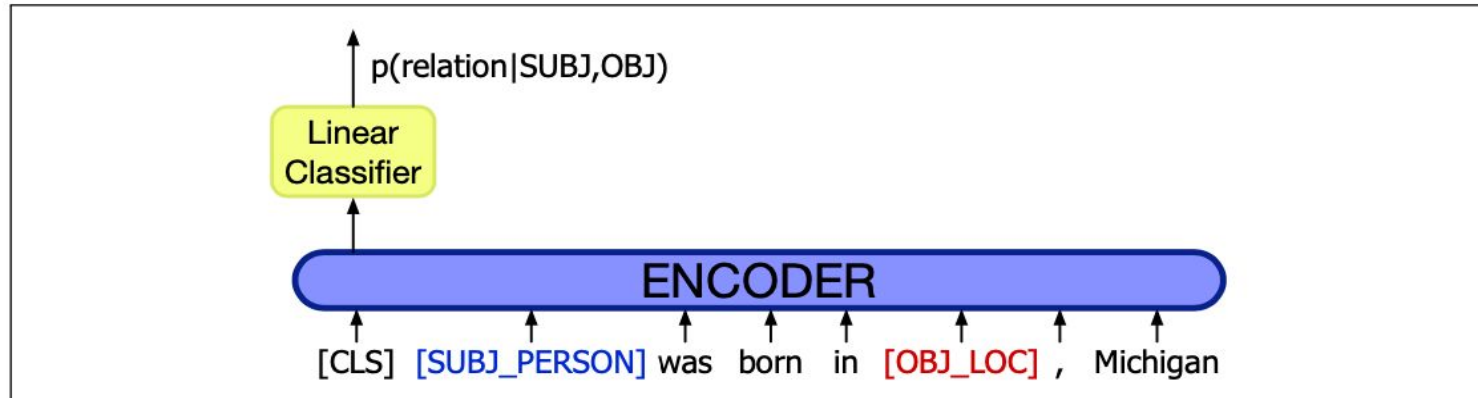 p(relation|SUBJ,OBJ)
Linear
Classifier
ENCODER
[CLS] [SUBJ_PERSON] was born in [OBJ_LOC] , Michigan